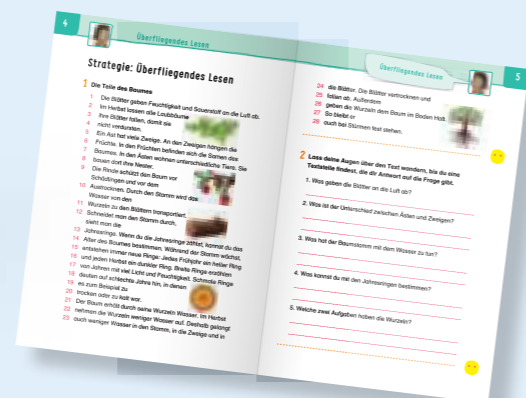 4
Überfliegendes Lesen
Strategie: Überfliegendes Lesen
1 Die Teile des Baumes
1 Die Blätter geben Feuchtigkeit und Sauerstoff an die Luft ab.
2 Im Herbst lassen alle Laubbäume
3 ihre Blätter fallen, damit sie
4 nicht verdursten.
5 Ein Ast hat viele Zweige. An den Zweigen hängen die
6 Früchte. In den Früchten befinden sich die Samen des
7 Baumes. In den Ästen wohnen unterschiedliche Tiere. Sie
8 bauen dort ihre Nester.
9 Die Rinde schützt den Baum vor
10 Schädlingen und vor dem
11 Austrocknen. Durch den Stamm wird das
Wasser von den
12 Wurzeln zu den Blättern transportiert.
Schneidet man den Stamm durch,
sieht man die
13 Jahresringe. Wenn du die Jahresringe zählst, kannst du das
14 Alter des Baumes bestimmen. Während der Stamm wächst,
15 entstehen immer neue Ringe: Jedes Frühjahr ein heller Ring
16 und jeden Herbst ein dunkler Ring. Breite Ringe erzählen
17 von Jahren mit viel Licht und Feuchtigkeit. Schmale Ringe
18 deuten auf schlechte Jahre hin, in denen
19 es zum Beispiel zu
20 trocken oder zu kalt war.
21 Der Baum erhält durch seine Wurzeln Wasser. Im Herbst
22 nehmen die Wurzeln weniger Wasser auf. Deshalb gelangt
23 auch weniger Wasser in den Stamm, in die Zweige und in
5
Überfliegendes Lesen
24 die Blätter. Die Blätter vertrocknen und
25 fallen ab. Außerdem
26 geben die Wurzeln dem Baum im Boden Halt.
27 So bleibt er
28 auch bei Stürmen fest stehen.
2 Lass deine Augen über den Text wandern, bis du eine
Textstelle findest, die dir Antwort auf die Frage gibt.
1. Was geben die Blätter an die Luft ab?
2. Was ist der Unterschied zwischen Ästen und Zweigen?
3. Was hat der Baumstamm mit dem Wasser zu tun?
4. Was kannst du mit den Jahresringen bestimmen?
5. Welche zwei Aufgaben haben die Wurzeln?